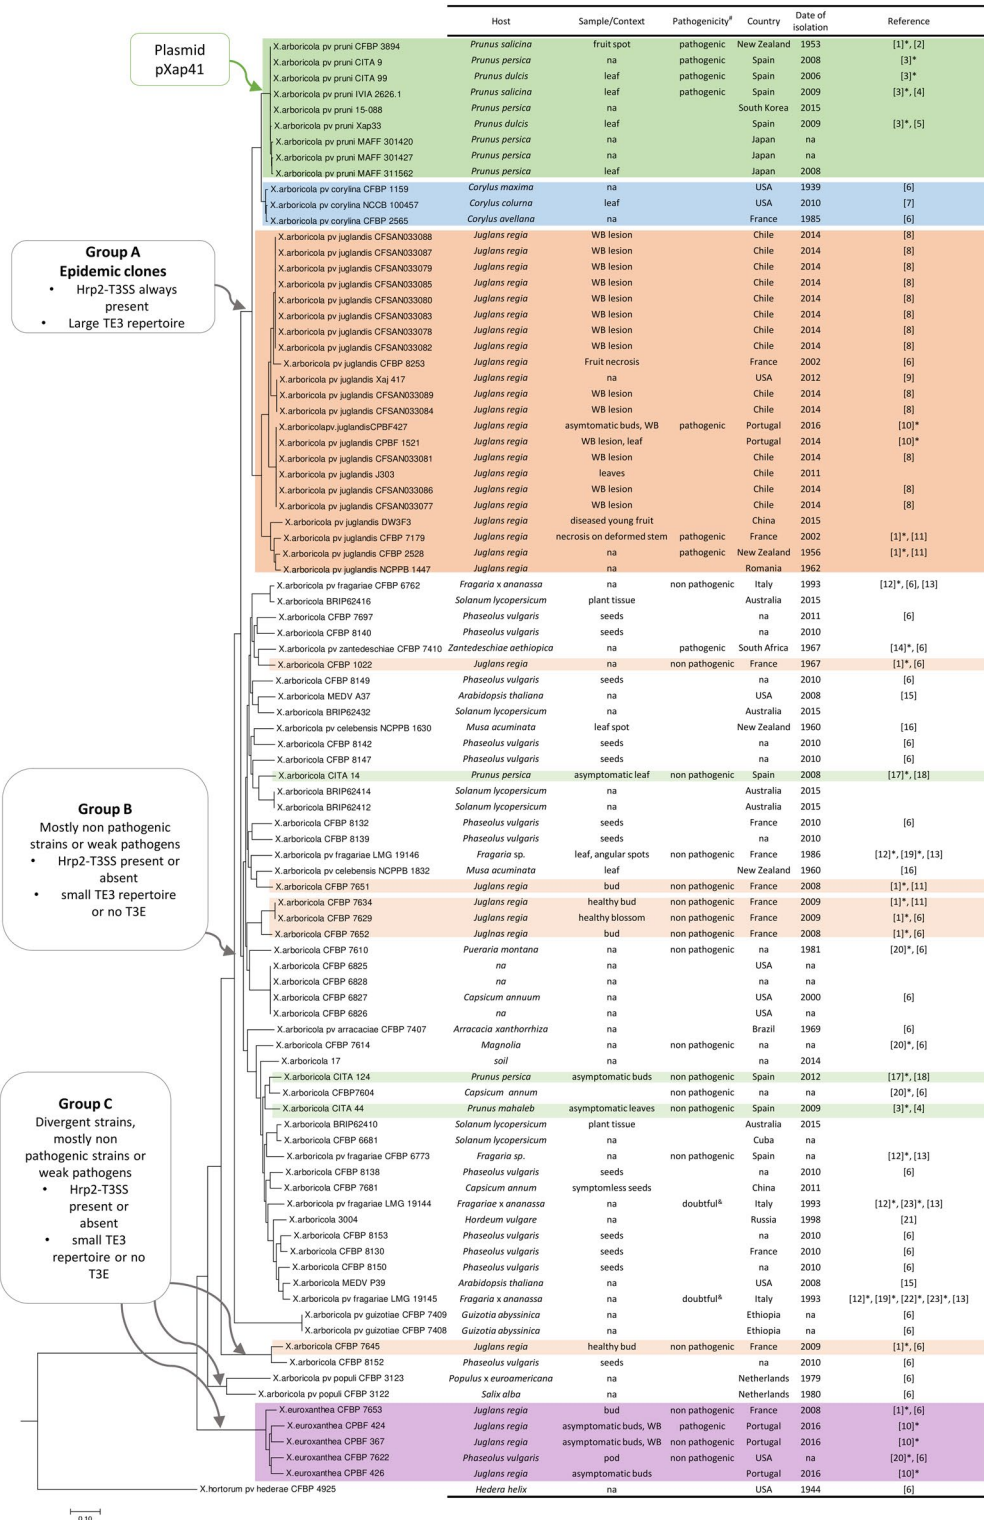 Host Sample/Context Pathogenicity# Country Date of isolation Reference
Plasmid
pXap41
X.arboricola pv pruni CFBP 3894 Prunus salicina fruit spot pathogenic New Zealand 1953 [1]*, [2]
X.arboricola pv pruni CITA 9 Prunus persica na pathogenic Spain 2008 [3]*
X.arboricola pv pruni CITA 99 Prunus dulcis leaf pathogenic Spain 2006 [3]*
X.arboricola pv pruni IVIA 2626.1 Prunus salicina leaf pathogenic Spain 2009 [3]*, [4]
X.arboricola pv pruni 15-088 Prunus persica na South Korea 2015
X.arboricola pv pruni Xap33 Prunus dulcis leaf Spain 2009 [3]*, [5]
X.arboricola pv pruni MAFF 301420 Prunus persica na Japan na
X.arboricola pv pruni MAFF 301427 Prunus persica na Japan na
X.arboricola pv pruni MAFF 311562 Prunus persica leaf Japan 2008
X.arboricola pv corylina CFBP 1159 Corylus maxima na USA 1939 [6]
X.arboricola pv corylina NCCB 100457 Corylus colurna leaf USA 2010 [7]
X.arboricola pv corylina CFBP 2565 Corylus avellana na France 1985 [6]
Group A
Epidemic clones
• Hrp2-T3SS always
present
• Large TE3 repertoire
X.arboricola pv juglandis CFSAN033088 Juglans regia WB lesion Chile 2014 [8]
X.arboricola pv juglandis CFSAN033087 Juglans regia WB lesion Chile 2014 [8]
X.arboricola pv juglandis CFSAN033079 Juglans regia WB lesion Chile 2014 [8]
X.arboricola pv juglandis CFSAN033085 Juglans regia WB lesion Chile 2014 [8]
X.arboricola pv juglandis CFSAN033080 Juglans regia WB lesion Chile 2014 [8]
X.arboricola pv juglandis CFSAN033083 Juglans regia WB lesion Chile 2014 [8]
X.arboricola pv juglandis CFSAN033078 Juglans regia WB lesion Chile 2014 [8]
X.arboricola pv juglandis CFSAN033082 Juglans regia WB lesion Chile 2014 [8]
X.arboricola pv juglandis CFBP 8253 Juglans regia Fruit necrosis France 2002 [6]
X.arboricola pv juglandis Xaj 417 Juglans regia na USA 2012 [9]
X.arboricola pv juglandis CFSAN033089 Juglans regia WB lesion Chile 2014 [8]
X.arboricola pv juglandis CFSAN033084 Juglans regia WB lesion Chile 2014 [8]
X.arboricolapv.juglandisCPBF427 Juglans regia asymtomatic buds, WB pathogenic Portugal 2016 [10]*
X.arboricola pv juglandis CPBF 1521 Juglans regia WB lesion, leaf Portugal 2014 [10]*
X.arboricola pv juglandis CFSAN033081 Juglans regia WB lesion Chile 2014 [8]
X.arboricola pv juglandis J303 Juglans regia leaves Chile 2011
X.arboricola pv juglandis CFSAN033086 Juglans regia WB lesion Chile 2014 [8]
X.arboricola pv juglandis CFSAN033077 Juglans regia WB lesion Chile 2014 [8]
X.arboricola pv juglandis DW3F3 Juglans regia diseased young fruit China 2015
X.arboricola pv juglandis CFBP 7179 Juglans regia necrosis on deformed stem pathogenic France 2002 [1]*, [11]
X.arboricola pv juglandis CFBP 2528 Juglans regia na pathogenic New Zealand 1956 [1]*, [11]
X.arboricola pv juglandis NCPPB 1447 Juglans regia na Romania 1962
X.arboricola pv fragariae CFBP 6762 Fragaria x ananassa na non pathogenic Italy 1993 [12]*, [6], [13]
X.arboricola BRIP62416 Solanum lycopersicum plant tissue Australia 2015
X.arboricola CFBP 7697 Phaseolus vulgaris seeds na 2011 [6]
X.arboricola CFBP 8140 Phaseolus vulgaris seeds na 2010
X.arboricola pv zantedeschiae CFBP 7410 Zantedeschiae aethiopica na pathogenic South Africa 1967 [14]*, [6]
X.arboricola CFBP 1022 Juglans regia na non pathogenic France 1967 [1]*, [6]
X.arboricola CFBP 8149 Phaseolus vulgaris seeds na 2010 [6]
X.arboricola MEDV A37 Arabidopsis thaliana na USA 2008 [15]
X.arboricola BRIP62432 Solanum lycopersicum na Australia 2015
X.arboricola pv celebensis NCPPB 1630 Musa acuminata leaf spot New Zealand 1960 [16]
X.arboricola CFBP 8142 Phaseolus vulgaris seeds na 2010 [6]
X.arboricola CFBP 8147 Phaseolus vulgaris seeds na 2010 [6]
X.arboricola CITA 14 Prunus persica asymptomatic leaf non pathogenic Spain 2008 [17]*, [18]
X.arboricola BRIP62414 Solanum lycopersicum na Australia 2015
X.arboricola BRIP62412 Solanum lycopersicum na Australia 2015
Group B
Mostly non pathogenic
strains or weak pathogens
• Hrp2-T3SS present or
absent
• small TE3 repertoire
or no T3E
X.arboricola CFBP 8132 Phaseolus vulgaris seeds France 2010 [6]
X.arboricola CFBP 8139 Phaseolus vulgaris seeds na 2010
X.arboricola pv fragariae LMG 19146 Fragaria sp. leaf, angular spots non pathogenic France 1986 [12]*, [19]*, [13]
X.arboricola pv celebensis NCPPB 1832 Musa acuminata leaf New Zealand 1960 [16]
X.arboricola CFBP 7651 Juglans regia bud non pathogenic France 2008 [1]*, [11]
X.arboricola CFBP 7634 Juglans regia healthy bud non pathogenic France 2009 [1]*, [11]
X.arboricola CFBP 7629 Juglans regia healthy blossom non pathogenic France 2009 [1]*, [6]
X.arboricola CFBP 7652 Juglnas regia bud non pathogenic France 2008 [1]*, [6]
X.arboricola CFBP 7610 Pueraria montana na non pathogenic na 1981 [20]*, [6]
X.arboricola CFBP 6825 na na USA na
X.arboricola CFBP 6828 na na na na
X.arboricola CFBP 6827 Capsicum annuum na USA 2000 [6]
X.arboricola CFBP 6826 na na USA na
X.arboricola pv arracaciae CFBP 7407 Arracacia xanthorrhiza na Brazil 1969 [6]
X.arboricola CFBP 7614 Magnolia na non pathogenic na na [20]*, [6]
X.arboricola 17 soil na na 2014
X.arboricola CITA 124 Prunus persica asymptomatic buds non pathogenic Spain 2012 [17]*, [18]
X.arboricola CFBP7604 Capsicum annum na non pathogenic na na [20]*, [6]
X.arboricola CITA 44 Prunus mahaleb asymptomatic leaves non pathogenic Spain 2009 [3]*, [4]
X.arboricola BRIP62410 Solanum lycopersicum plant tissue Australia 2015
X.arboricola CFBP 6681 Solanum lycopersicum na Cuba na
X.arboricola pv fragariae CFBP 6773 Fragaria sp. na non pathogenic Spain na [12]*, [13]
X.arboricola CFBP 8138 Phaseolus vulgaris seeds na 2010 [6]
X.arboricola CFBP 7681 Capsicum annum symptomless seeds China 2011
X.arboricola pv fragariae LMG 19144 Fragariae x ananassa na doubtful& Italy 1993 [12]*, [23]*, [13]
X.arboricola 3004 Hordeum vulgare na Russia 1998 [21]
X.arboricola CFBP 8153 Phaseolus vulgaris seeds na 2010 [6]
X.arboricola CFBP 8130 Phaseolus vulgaris seeds France 2010 [6]
X.arboricola CFBP 8150 Phaseolus vulgaris seeds na 2010 [6]
X.arboricola MEDV P39 Arabidopsis thaliana na USA 2008 [15]
X.arboricola pv fragariae LMG 19145 Fragaria x ananassa na doubtful& Italy 1993 [12]*, [19]*, [22]*, [23]*, [13]
X.arboricola pv guizotiae CFBP 7409 Guizotia abyssinica na Ethiopia na [6]
X.arboricola pv guizotiae CFBP 7408 Guizotia abyssinica na Ethiopia na [6]
Group C
Divergent strains,
mostly non
pathogenic strains or
weak pathogens
• Hrp2-T3SS
present or
absent
• small TE3
repertoire or no
T3E
X.arboricola CFBP 7645 Juglans regia healthy bud non pathogenic France 2009 [1]*, [6]
X.arboricola CFBP 8152 Phaseolus vulgaris seeds na 2010 [6]
X.arboricola pv populi CFBP 3123 Populus x euroamericana na Netherlands 1979 [6]
X.arboricola pv populi CFBP 3122 Salix alba na Netherlands 1980 [6]
X.euroxanthea CFBP 7653 Juglans regia bud non pathogenic France 2008 [1]*, [6]
X.euroxanthea CPBF 424 Juglans regia asymptomatic buds, WB pathogenic Portugal 2016 [10]*
X.euroxanthea CPBF 367 Juglans regia asymptomatic buds, WB non pathogenic Portugal 2016 [10]*
X.euroxanthea CFBP 7622 Phaseolus vulgaris pod non pathogenic USA na [20]*, [6]
X.euroxanthea CPBF 426 Juglans regia asymptomatic buds Portugal 2016 [10]*
X.hortorum pv hederae CFBP 4925 Hedera helix na USA 1944 [6]
0.10